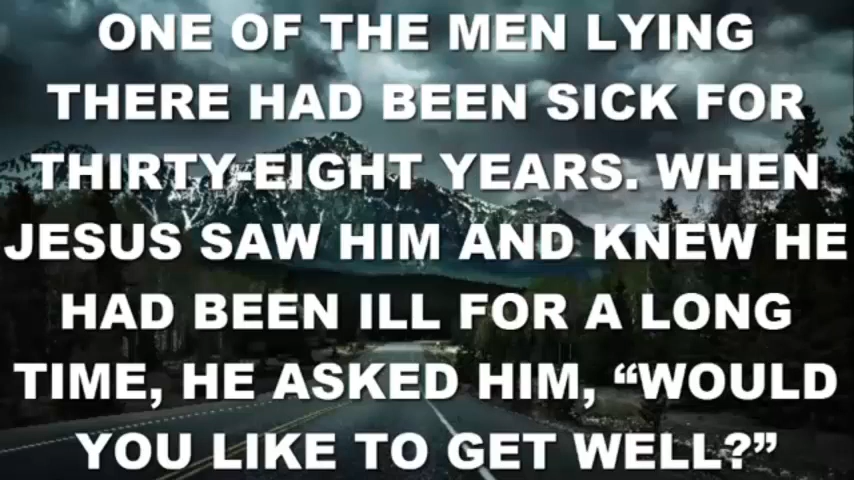 ONE OF THE MEN LYING
THERE HAD BEEN SICK FOR
THIRTY-EIGHT YEARS. WHEN
JESUS SAW HIM AND KNEW HE
HAD BEEN ILL FOR A LONG
TIME, HE ASKED HIM, “WOULD
YOU LIKE TO GET WELL?”